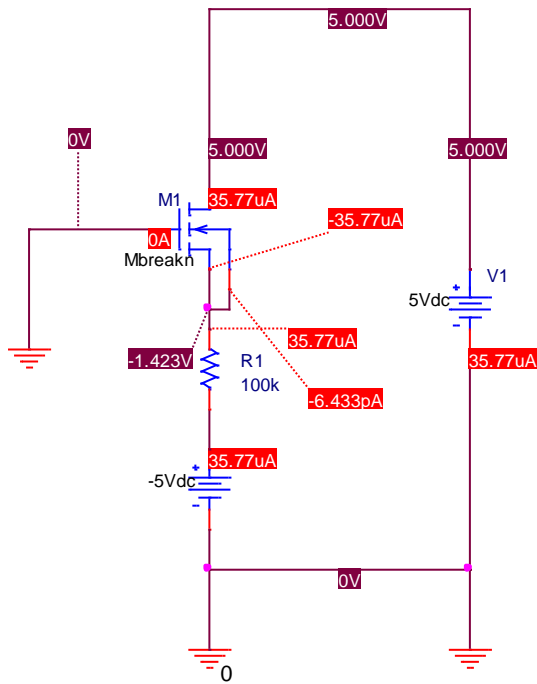 5.000V
0V
5.000V
5.000V
M1
35.77uA
-35.77uA
0A
Mbreakn
V1
5Vdc
+
-
-1.423V
35.77uA
35.77uA
R1
100k
-6.433pA
35.77uA
+
-5Vdc
-
0V
0